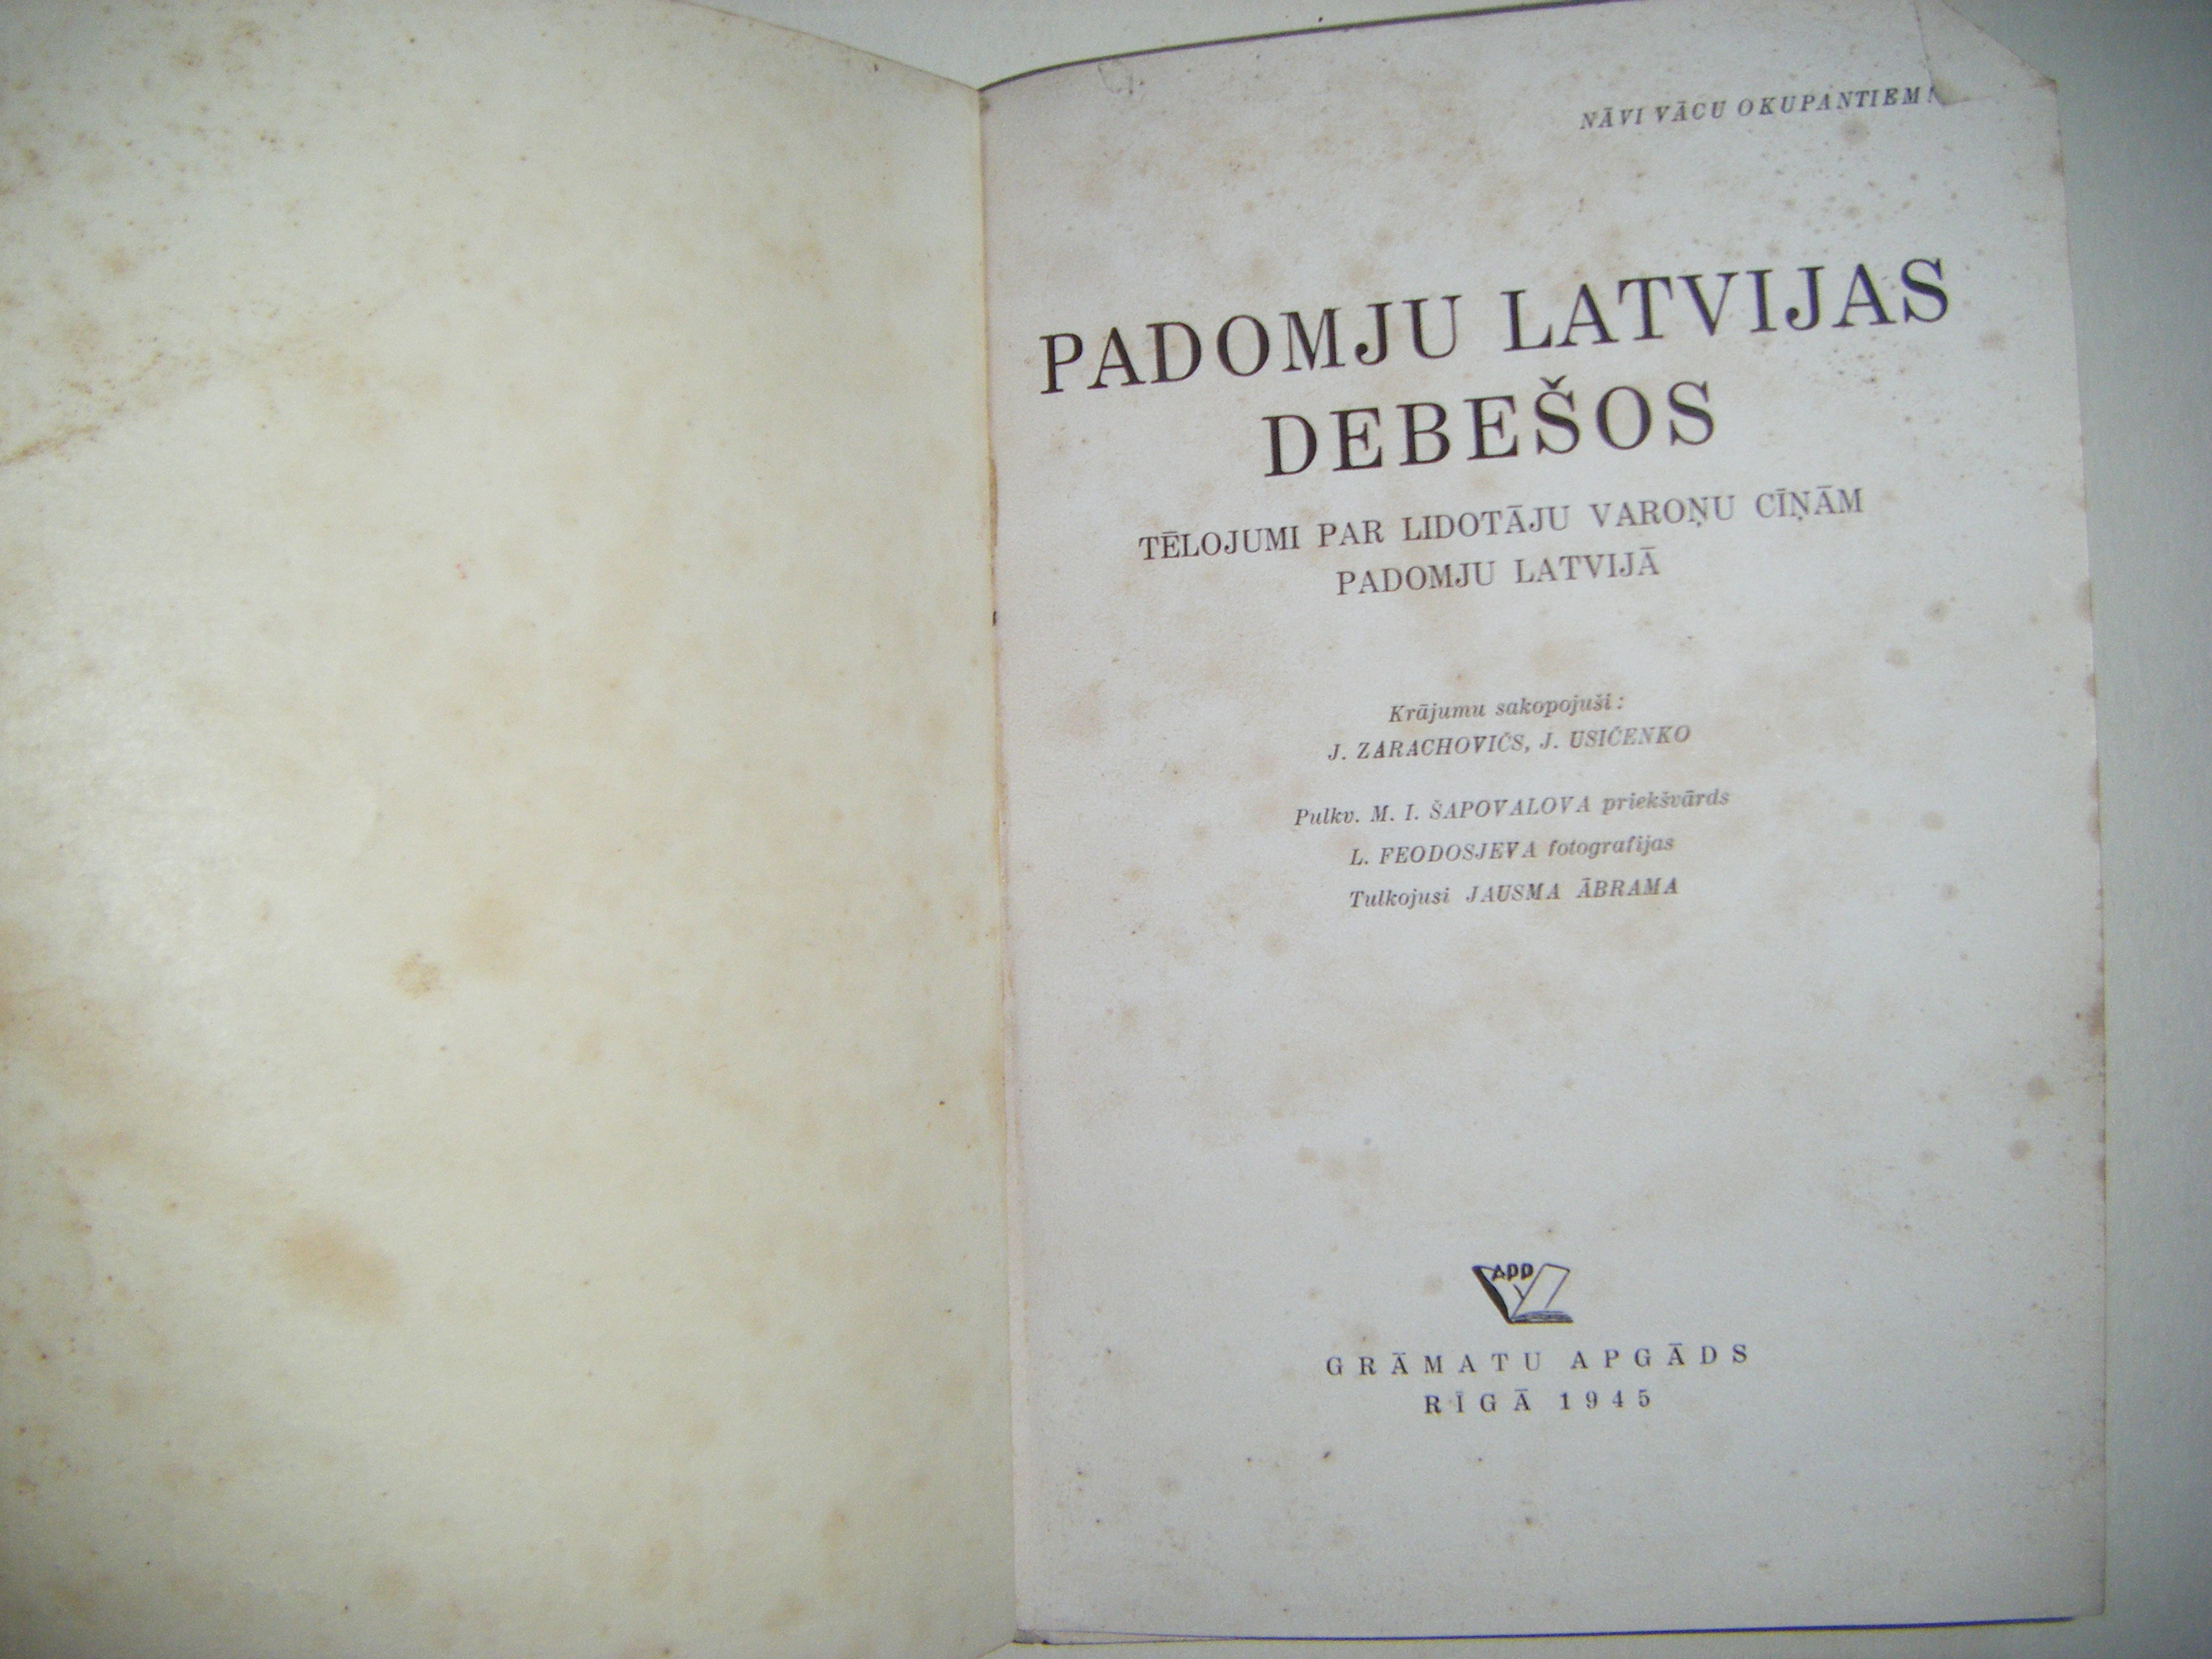 NĀVI VĀCU OKUPANTIEM!
PADOMJU LATVIJAS
DEBEŠOS
TĒLOJUMI PAR LIDOTĀJU VAROŅU CĪŅĀM
PADOMJU LATVIJĀ
Krājumu sakopojuši:
J. ZARACHOVIČS, J. USIČENKO
Pulkv. M. I. ŠAPOVALOVA priekšvārds
L. FEODOSJEVA fotografijas
Tulkojusi JAUSMA ĀBRAMA
APP
GRĀMATU APGĀDS
RĪGĀ 1945